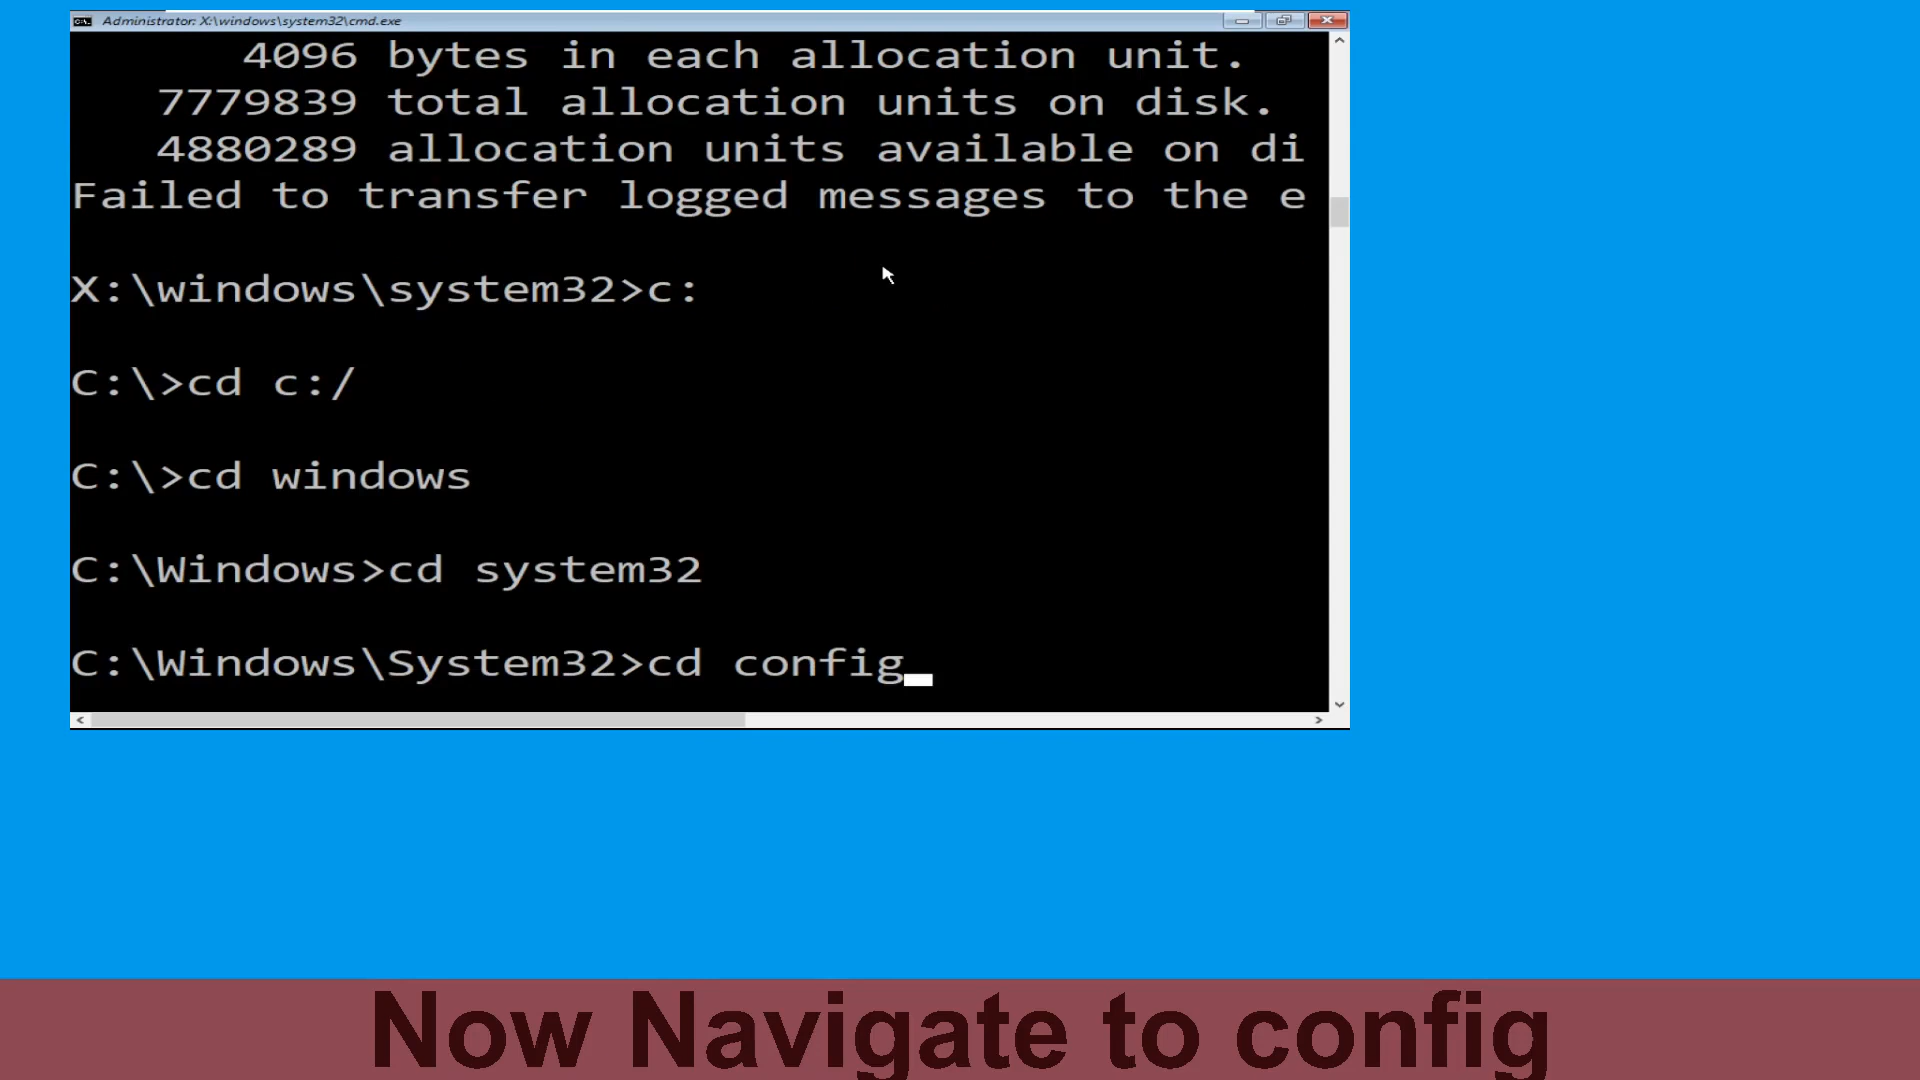 Administrator: X:\windows\system32\cmd.exe
4096 bytes in each allocation unit.
7779839 total allocation units on disk.
4880289 allocation units available on di
Failed to transfer logged messages to the e
X:\windows\system32>c:
C:\>cd c:/
C:\>cd windows
C:\Windows>cd system32
C:\Windows\System32>cd config
Now Navigate to config